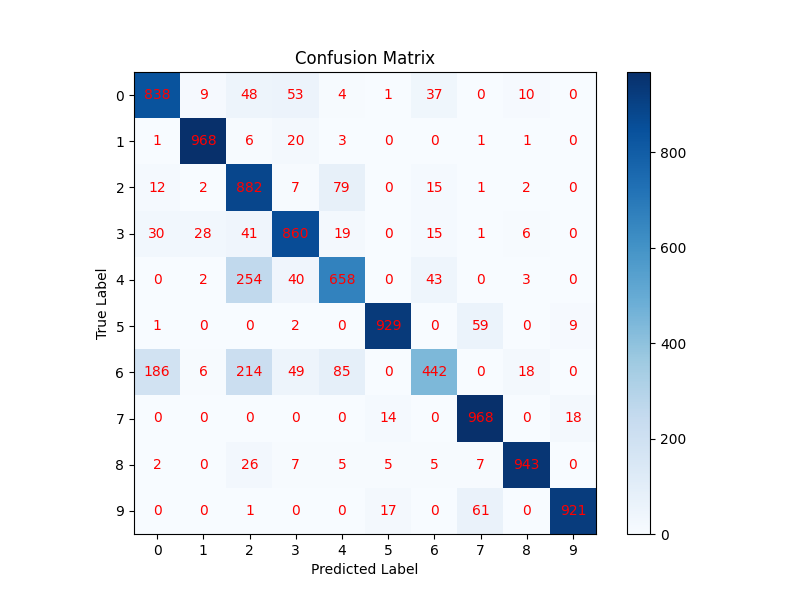 Confusion Matrix
0 838 9 48 53 4 1 37 0 10 0
1 1 968 6 20 3 0 0 1 1 0
2 12 2 882 7 79 0 15 1 2 0
3 30 28 41 860 19 0 15 1 6 0
4 0 2 254 40 658 0 43 0 3 0
5 1 0 0 2 0 929 0 59 0 9
6 186 6 214 49 85 0 442 0 18 0
7 0 0 0 0 0 14 0 968 0 18
8 2 0 26 7 5 5 5 7 943 0
9 0 0 1 0 0 17 0 61 0 921
0 1 2 3 4 5 6 7 8 9
Predicted Label
True Label
800
600
400
200
0